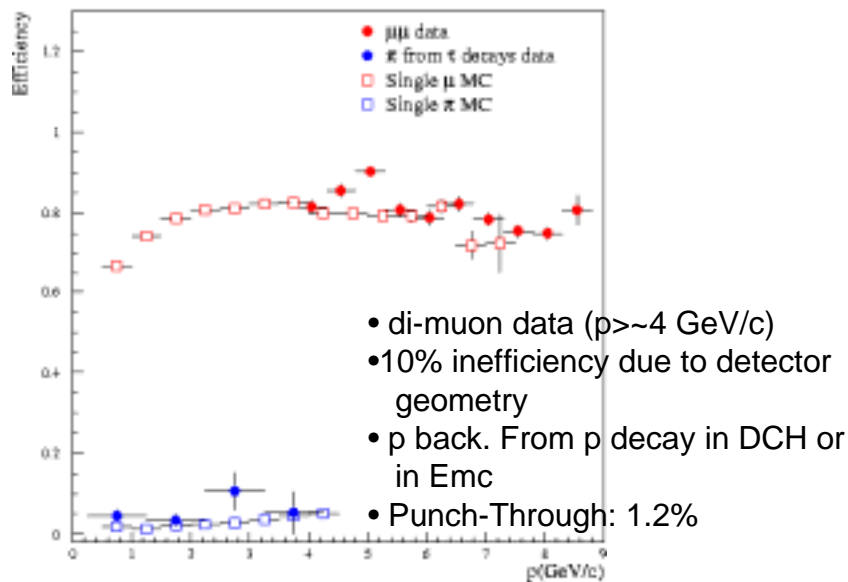 Efficiency
1.2
1
0.8
0.6
0.4
0.2
0
μμ data
π from τ decays data
Single μ MC
Single π MC
• di-muon data (p>~4 GeV/c)
•10% inefficiency due to detector
geometry
• p back. From p decay in DCH or
in Emc
• Punch-Through: 1.2%
0 1 2 3 4 5 6 7 8 9
p(GeV/c)